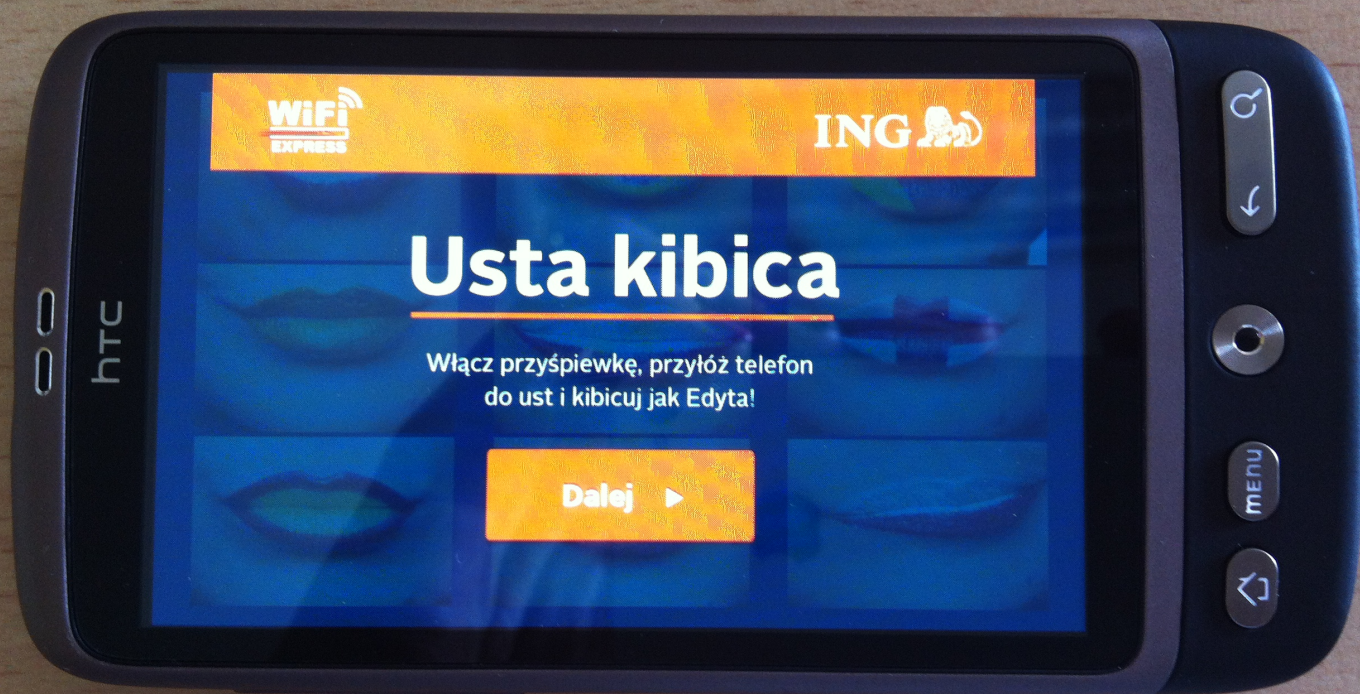 WiFi
EXPRESS
ING
Usta kibica
Włącz przyśpiewkę, przyłóż telefon
do ust i kibicuj jak Edyta!
Dalej
hTC
mEnu